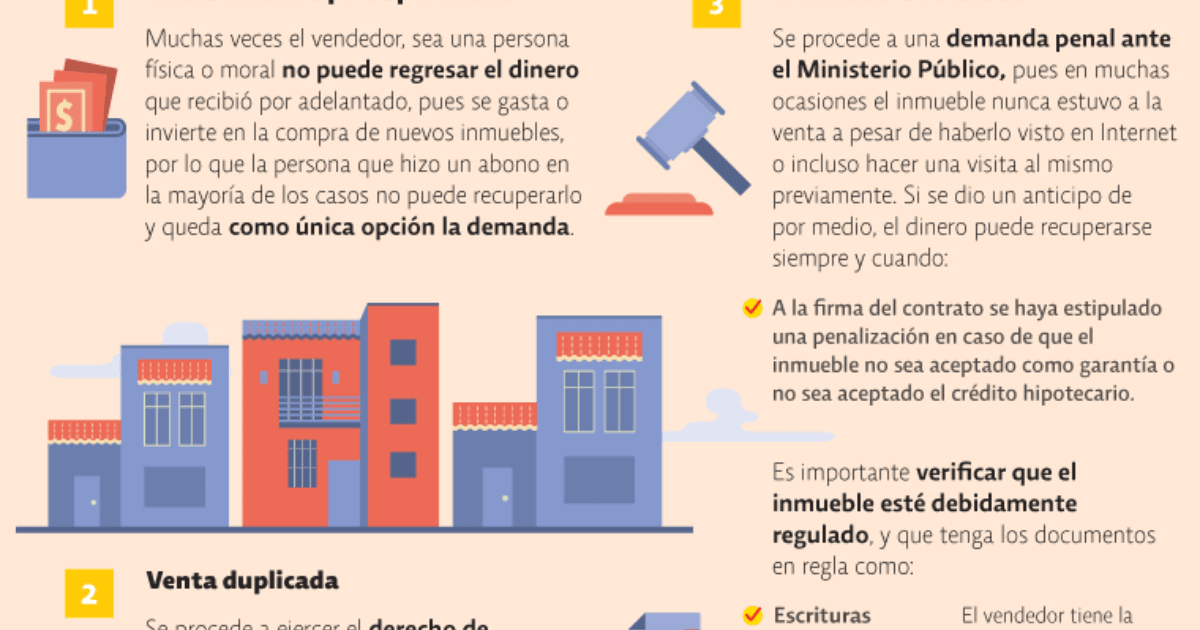 1
Muchas veces el vendedor, sea una persona
física o moral no puede regresar el dinero
que recibió por adelantado, pues se gasta o
invierte en la compra de nuevos inmuebles,
por lo que la persona que hizo un abono en
la mayoría de los casos no puede recuperarlo
y queda como única opción la demanda.
$
2
Venta duplicada
Se procede a ejercer el derecho de
3
Se procede a una demanda penal ante
el Ministerio Público, pues en muchas
ocasiones el inmueble nunca estuvo a la
venta a pesar de haberlo visto en Internet
o incluso hacer una visita al mismo
previamente. Si se dio un anticipo de
por medio, el dinero puede recuperarse
siempre y cuando:
A la firma del contrato se haya estipulado
una penalización en caso de que el
inmueble no sea aceptado como garantía o
no sea aceptado el crédito hipotecario.
Es importante verificar que el
inmueble esté debidamente
regulado, y que tenga los documentos
en regla como:
Escrituras
El vendedor tiene la